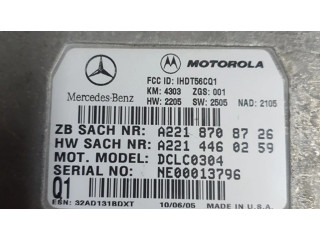 MOTOROLA
Mercedes-Benz
FCC ID: IHDT56CQ1
KM: 4303 ZGS: 001
HW: 2205 SW: 2505 NAD: 2105
ZB SACH NR: A221 870 87 26
HW SACH NR: A221 446 02 59
MOT. MODEL: DCLC0304
SERIAL NO: NE00013796
Q1
ESN: 32AD131BDXT 10/06/05 Made in